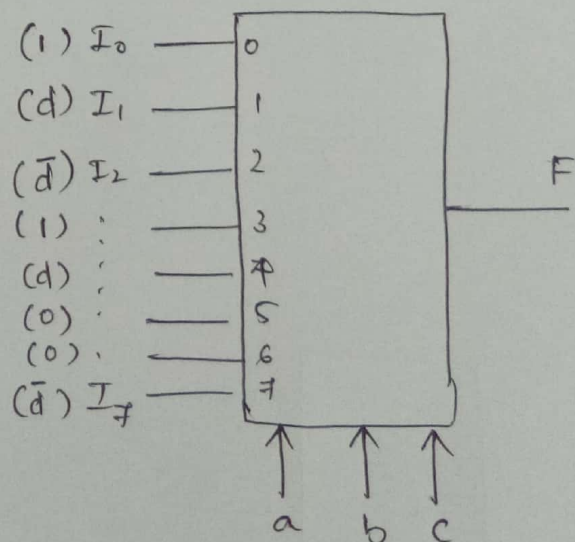 (1) I₀ 0
(d) I₁ 1
(d̄) I₂ 2
F
(1) : 3
(d) : 4
(0) : 5
(0) . 6
(d̄) I₇ 7
a b c